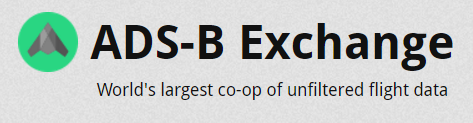 ADS-B Exchange
World's largest co-op of unfiltered flight data